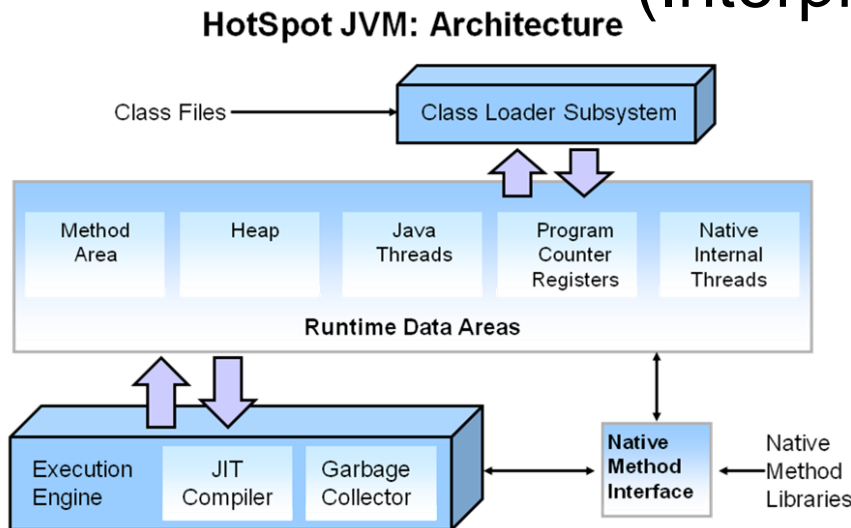 HotSpot JVM: Architecture
Class Files
Class Loader Subsystem
Method
Area
Heap
Java
Threads
Program
Counter
Registers
Native
Internal
Threads
Runtime Data Areas
Execution
Engine
JIT
Compiler
Garbage
Collector
Native
Method
Interface
Native
Method
Libraries